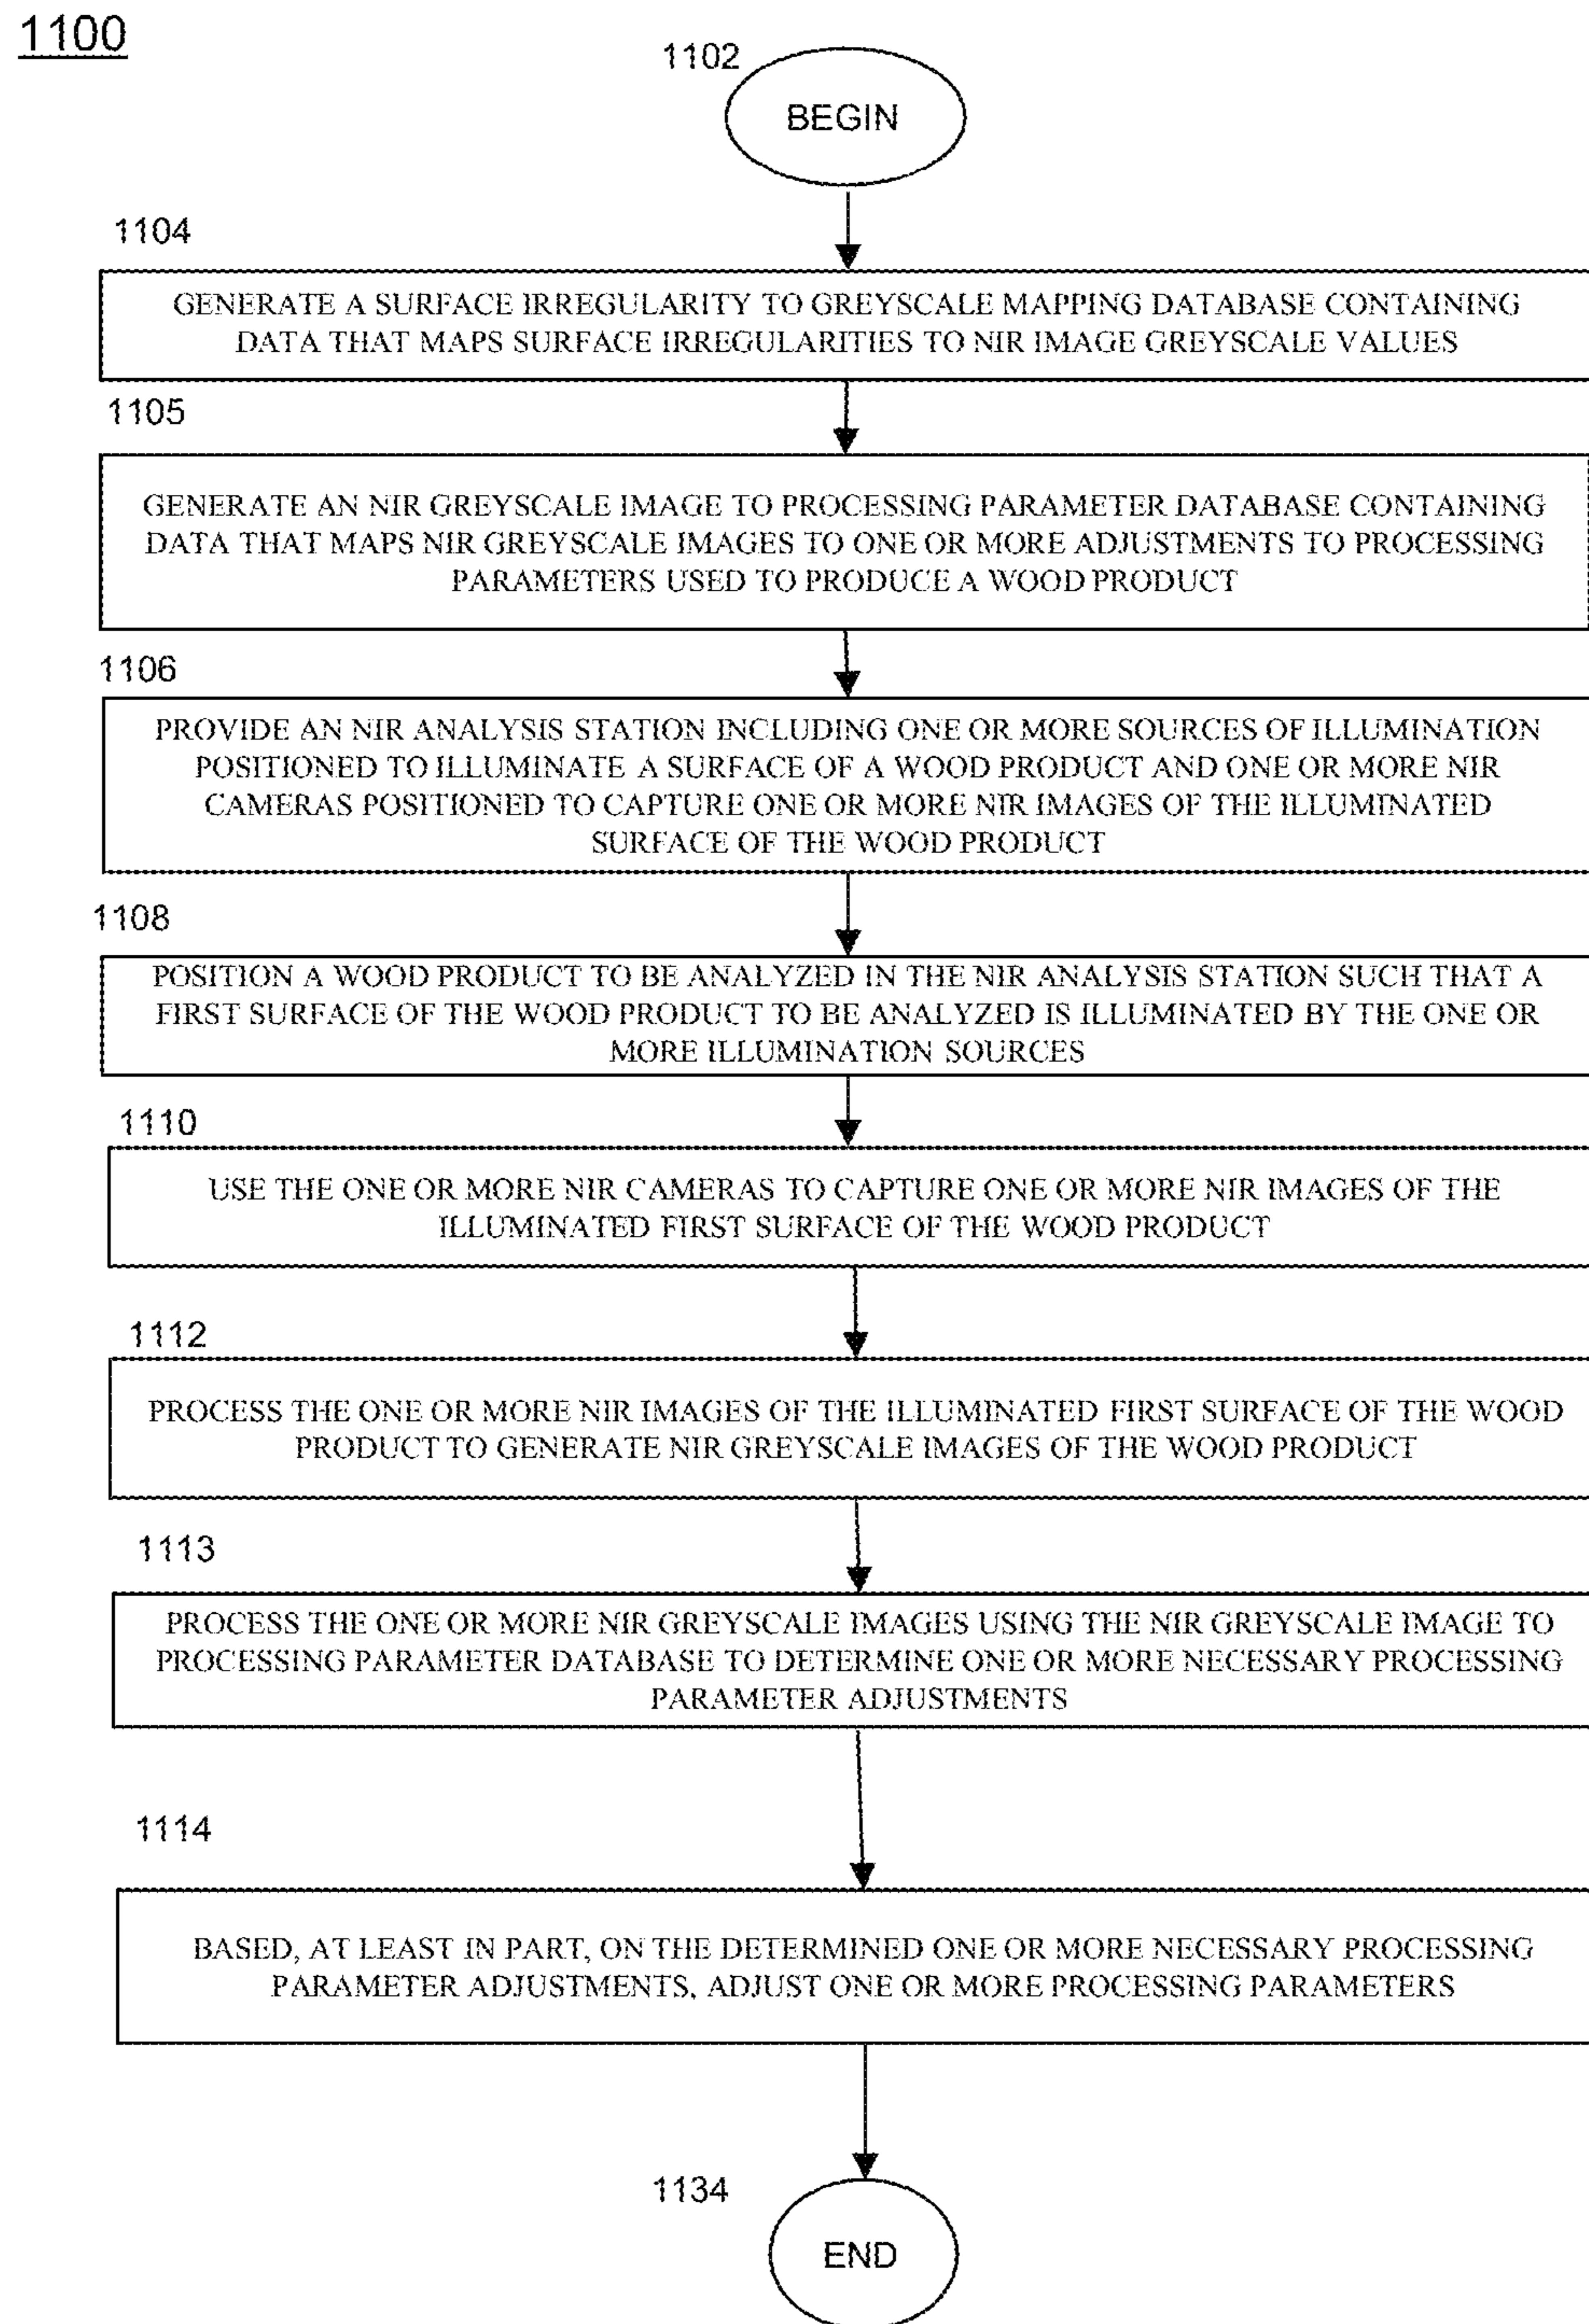 1100
1102
BEGIN
1104
GENERATE A SURFACE IRREGULARITY TO GREYSCALE MAPPING DATABASE CONTAINING
DATA THAT MAPS SURFACE IRREGULARITIES TO NIR IMAGE GREYSCALE VALUES
1105
GENERATE AN NIR GREYSCALE IMAGE TO PROCESSING PARAMETER DATABASE CONTAINING
DATA THAT MAPS NIR GREYSCALE IMAGES TO ONE OR MORE ADJUSTMENTS TO PROCESSING
PARAMETERS USED TO PRODUCE A WOOD PRODUCT
1106
PROVIDE AN NIR ANALYSIS STATION INCLUDING ONE OR MORE SOURCES OF ILLUMINATION
POSITIONED TO ILLUMINATE A SURFACE OF A WOOD PRODUCT AND ONE OR MORE NIR
CAMERAS POSITIONED TO CAPTURE ONE OR MORE NIR IMAGES OF THE ILLUMINATED
SURFACE OF THE WOOD PRODUCT
1108
POSITION A WOOD PRODUCT TO BE ANALYZED IN THE NIR ANALYSIS STATION SUCH THAT A
FIRST SURFACE OF THE WOOD PRODUCT TO BE ANALYZED IS ILLUMINATED BY THE ONE OR
MORE ILLUMINATION SOURCES
1110
USE THE ONE OR MORE NIR CAMERAS TO CAPTURE ONE OR MORE NIR IMAGES OF THE
ILLUMINATED FIRST SURFACE OF THE WOOD PRODUCT
1112
PROCESS THE ONE OR MORE NIR IMAGES OF THE ILLUMINATED FIRST SURFACE OF THE WOOD
PRODUCT TO GENERATE NIR GREYSCALE IMAGES OF THE WOOD PRODUCT
1113
PROCESS THE ONE OR MORE NIR GREYSCALE IMAGES USING THE NIR GREYSCALE IMAGE TO
PROCESSING PARAMETER DATABASE TO DETERMINE ONE OR MORE NECESSARY PROCESSING
PARAMETER ADJUSTMENTS
1114
BASED, AT LEAST IN PART, ON THE DETERMINED ONE OR MORE NECESSARY PROCESSING
PARAMETER ADJUSTMENTS, ADJUST ONE OR MORE PROCESSING PARAMETERS
1134
END